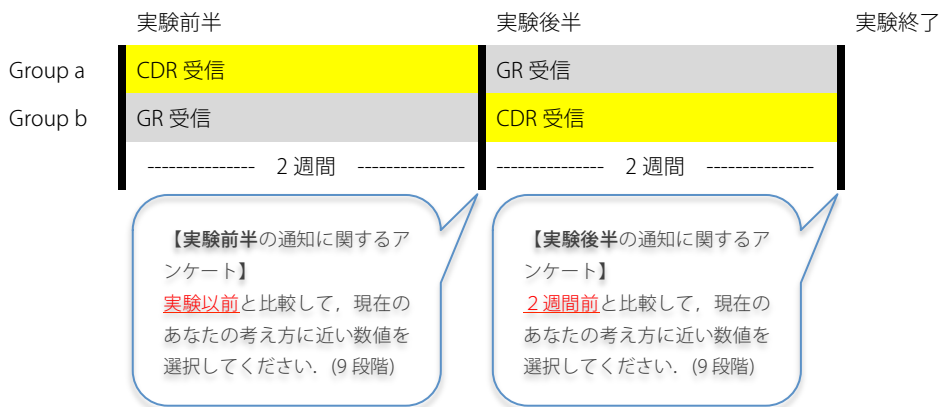 実験前半 実験後半 実験終了
Group a CDR 受信 GR 受信
Group b GR 受信 CDR 受信
--------------- 2 週間 --------------- --------------- 2 週間 ---------------
【実験前半の通知に関するア
ンケート】
実験以前と比較して，現在の
あなたの考え方に近い数値を
選択してください．(9 段階)
【実験後半の通知に関するア
ンケート】
２週間前と比較して，現在の
あなたの考え方に近い数値を
選択してください．(9 段階)